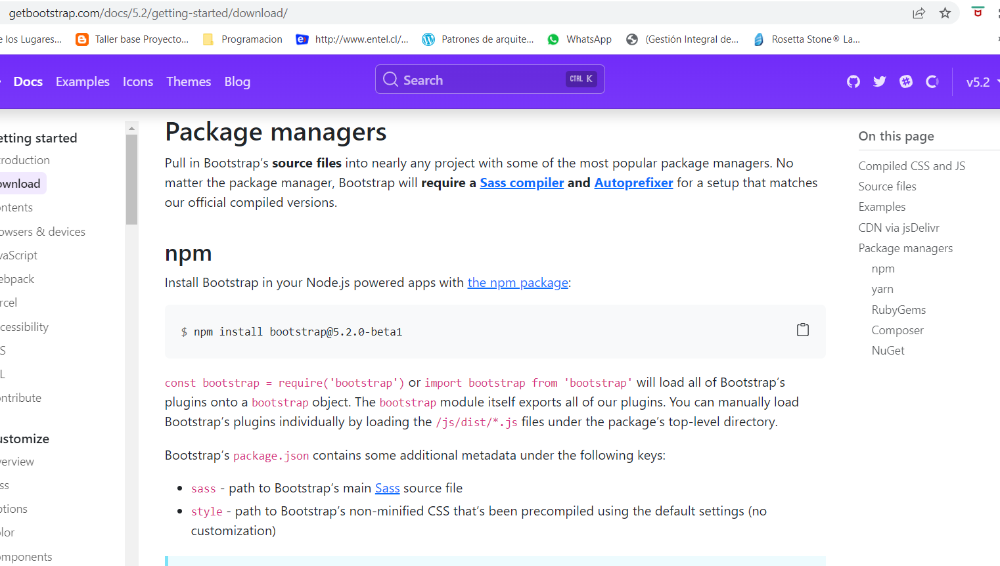 getbootstrap.com/docs/5.2/getting-started/download/
e los Lugares... Taller base Proyecto... Programacion http://www.entel.cl/... Patrones de arquite... WhatsApp (Gestión Integral de... Rosetta Stone® La...
Docs Examples Icons Themes Blog Search CTRL K v5.2
etting started
troduction
ownload
ontents
owsers & devices
vaScript
ebpack
rcel
cessibility
S
L
ontribute
ustomize
verview
ss
otions
olor
omponents
Package managers
Pull in Bootstrap's source files into nearly any project with some of the most popular package managers. No
matter the package manager, Bootstrap will require a Sass compiler and Autoprefixer for a setup that matches
our official compiled versions.
npm
Install Bootstrap in your Node.js powered apps with the npm package:
$ npm install bootstrap@5.2.0-beta1
const bootstrap = require('bootstrap') or import bootstrap from 'bootstrap' will load all of Bootstrap's
plugins onto a bootstrap object. The bootstrap module itself exports all of our plugins. You can manually load
Bootstrap's plugins individually by loading the /js/dist/*.js files under the package's top-level directory.
Bootstrap's package.json contains some additional metadata under the following keys:
• sass - path to Bootstrap's main Sass source file
• style - path to Bootstrap's non-minified CSS that's been precompiled using the default settings (no
customization)
On this page
Compiled CSS and JS
Source files
Examples
CDN via jsDelivr
Package managers
npm
yarn
RubyGems
Composer
NuGet